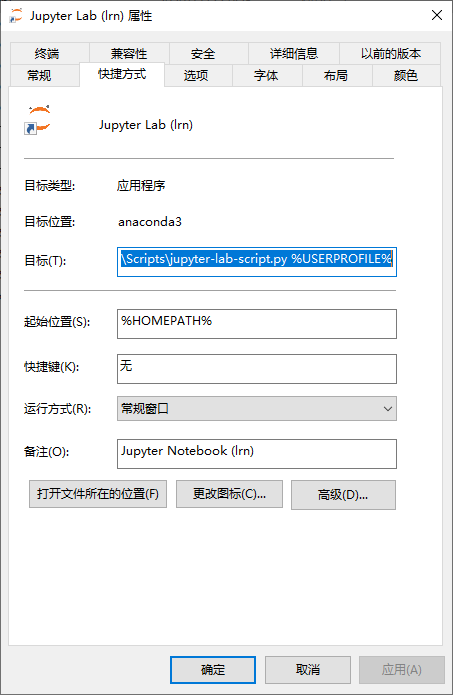 Jupyter Lab (lrn) 属性
终端 兼容性 安全 详细信息 以前的版本
常规 快捷方式 选项 字体 布局 颜色
Jupyter Lab (lrn)
目标类型: 应用程序
目标位置: anaconda3
目标(T): \Scripts\jupyter-lab-script.py %USERPROFILE%
起始位置(S): %HOMEPATH%
快捷键(K): 无
运行方式(R): 常规窗口
备注(O): Jupyter Notebook (lrn)
打开文件所在的位置(F) 更改图标(C)... 高级(D)...
确定 取消 应用(A)